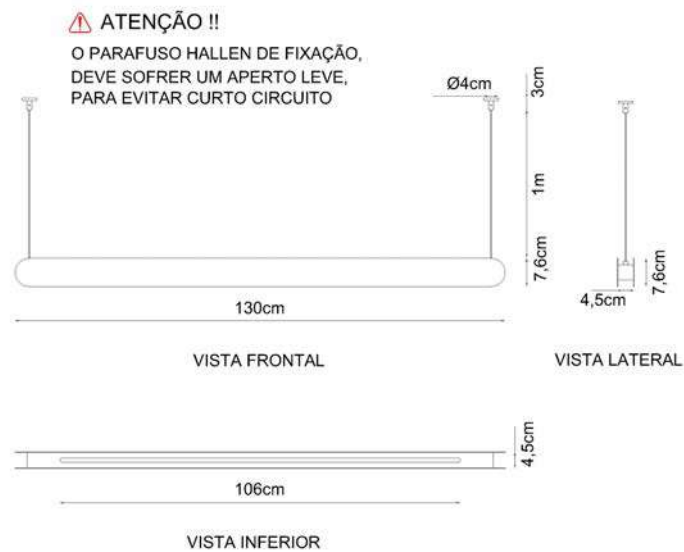 ATENÇÃO !!
O PARAFUSO HALLEN DE FIXAÇÃO,
DEVE SOFRER UM APERTO LEVE,
PARA EVITAR CURTO CIRCUITO
Ø4cm
3cm
1m
7,6cm
130cm
4,5cm
7,6cm
VISTA FRONTAL
VISTA LATERAL
4,5cm
106cm
VISTA INFERIOR